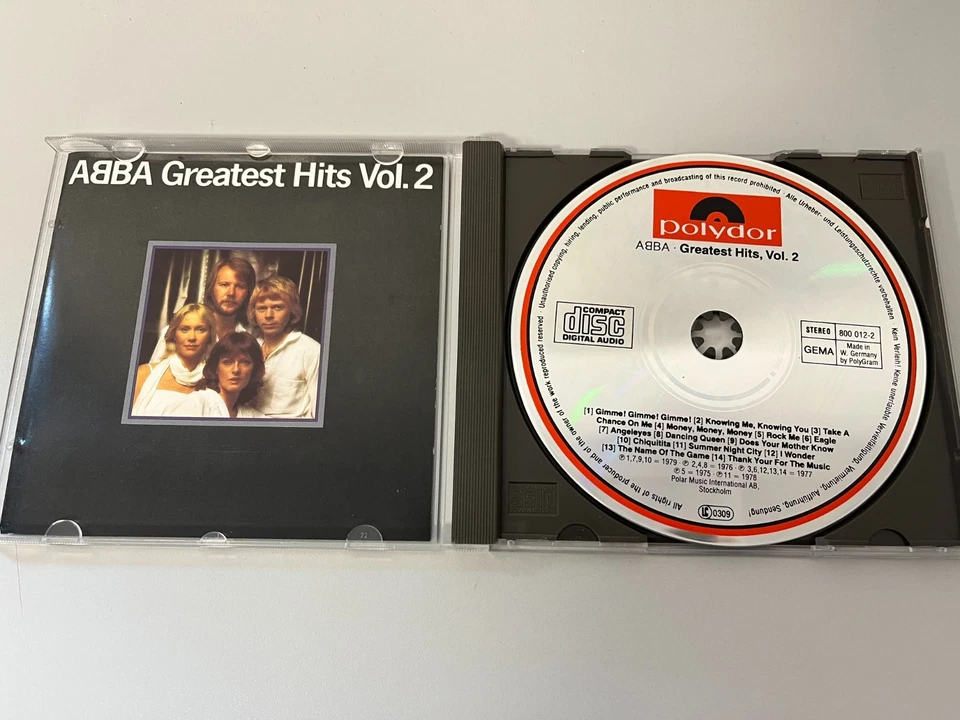 AᗺBA Greatest Hits Vol. 2
polydor
AᗺBA · Greatest Hits, Vol. 2
COMPACT
disc
DIGITAL AUDIO
STEREO 800 012-2
GEMA Made in
W. Germany
by PolyGram
[1] Gimme! Gimme! Gimme! [2] Knowing Me, Knowing You [3] Take A
Chance On Me [4] Money, Money, Money [5] Rock Me [6] Eagle
[7] Angeleyes [8] Dancing Queen [9] Does Your Mother Know
[10] Chiquitita [11] Summer Night City [12] I Wonder
[13] The Name Of The Game [14] Thank Your For The Music
℗1,7,9,10 = 1979 · ℗2,4,8 = 1976 · ℗3,6,12,13,14 = 1977
℗5 = 1975 · ℗11 = 1978
Polar Music International AB,
Stockholm
LC 0309
All rights of the producer and of the owner of the work reproduced reserved · Unauthorised copying, hiring, lending, public performance and broadcasting of this record prohibited · Alle Urheber- und Leistungsschutzrechte vorbehalten · Kein Verleih! Keine unerlaubte Vervielfältigung, Vermietung, Aufführung, Sendung!